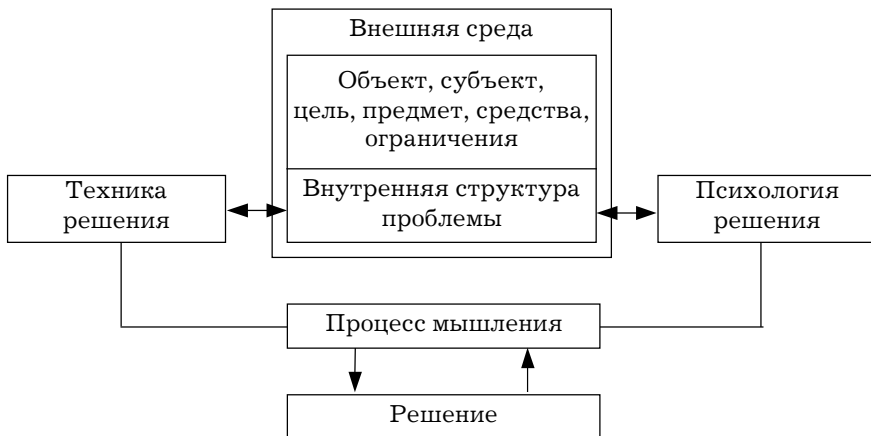 Внешняя среда
Объект, субъект,
цель, предмет, средства,
ограничения
Техника
решения
Внутренняя структура
проблемы
Психология
решения
Процесс мышления
Решение